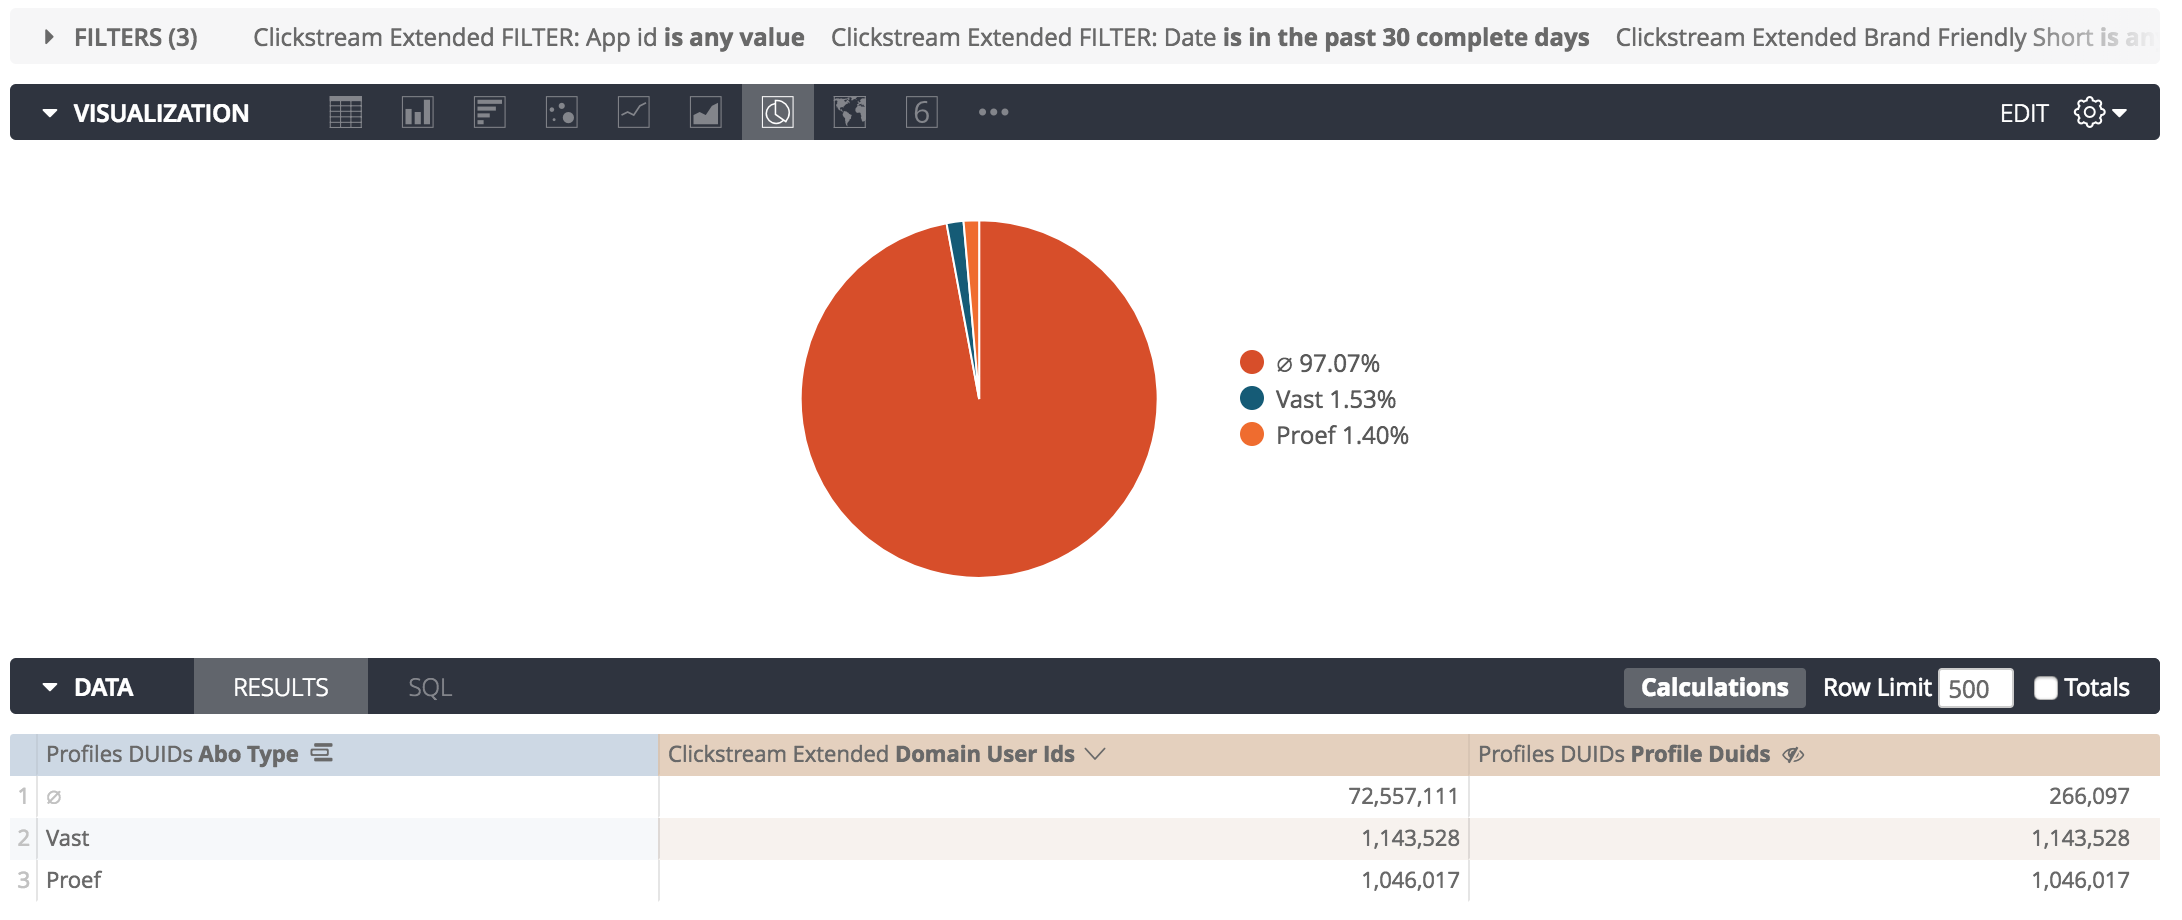 FILTERS (3) Clickstream Extended FILTER: App id is any value Clickstream Extended FILTER: Date is in the past 30 complete days Clickstream Extended Brand Friendly Short is an
VISUALIZATION 6 EDIT
∅ 97.07%
Vast 1.53%
Proef 1.40%
DATA RESULTS SQL Calculations Row Limit 500 Totals
Profiles DUIDs Abo Type Clickstream Extended Domain User Ids Profiles DUIDs Profile Duids
1 ∅ 72,557,111 266,097
2 Vast 1,143,528 1,143,528
3 Proef 1,046,017 1,046,017